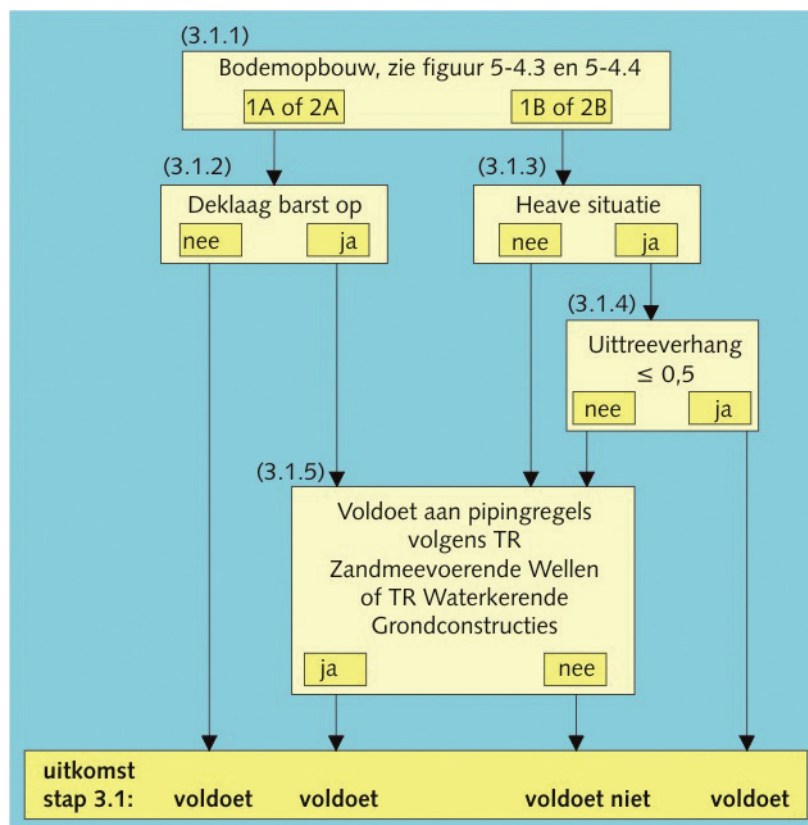 (3.1.1)
Bodemopbouw, zie figuur 5-4.3 en 5-4.4
1A of 2A
1B of 2B
(3.1.2)
(3.1.3)
Deklaag barst op
nee
ja
Heave situatie
nee
ja
(3.1.4)
Uittreeverhang
≤ 0,5
nee
ja
(3.1.5)
Voldoet aan pipingregels
volgens TR
Zandmeevoerende Wellen
of TR Waterkerende
Grondconstructies
ja
nee
uitkomst
stap 3.1: voldoet voldoet voldoet niet voldoet